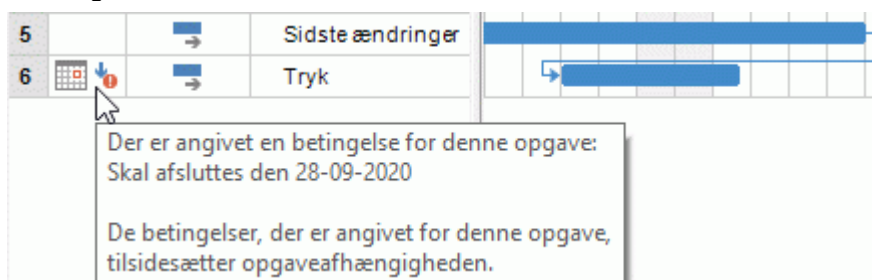 5 Sidste ændringer
6 Tryk
Der er angivet en betingelse for denne opgave:
Skal afsluttes den 28-09-2020
De betingelser, der er angivet for denne opgave,
tilsidesætter opgaveafhængigheden.